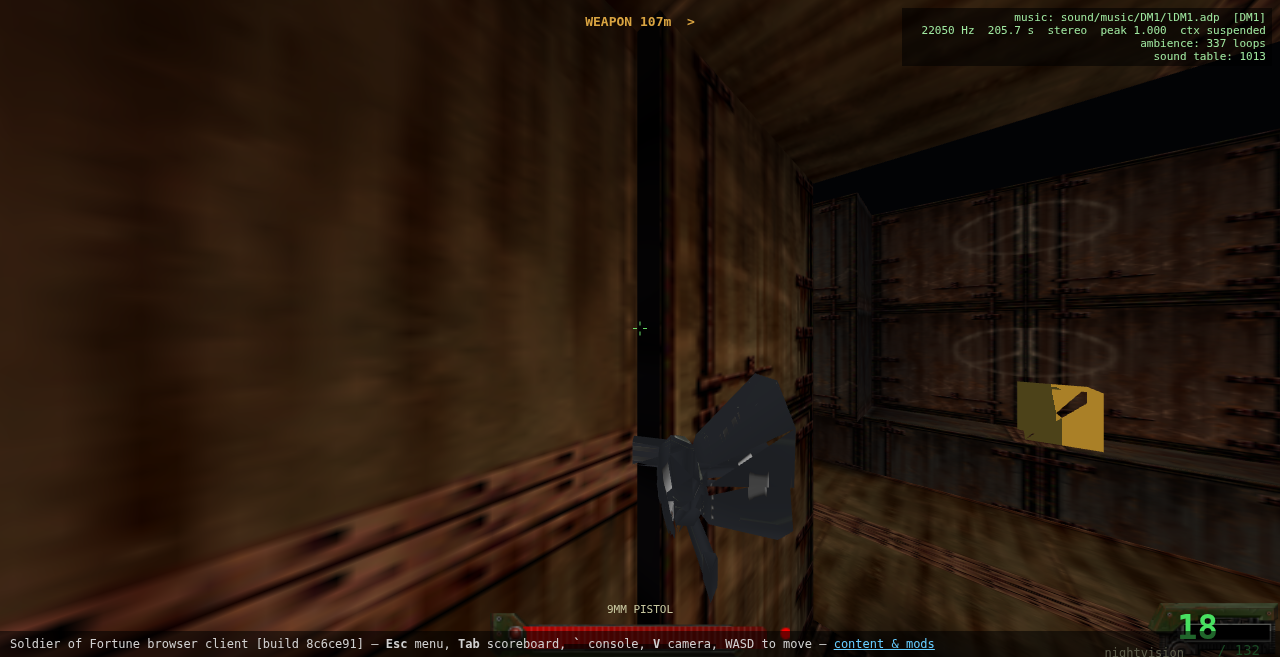 WEAPON 107m >
music: sound/music/DM1/lDM1.adp [DM1]
22050 Hz 205.7 s stereo peak 1.000 ctx suspended
ambience: 337 loops
sound table: 1013
9MM PISTOL
18
/ 132
nightvision
Soldier of Fortune browser client [build 8c6ce91] — Esc menu, Tab scoreboard, ` console, V camera, WASD to move — content & mods